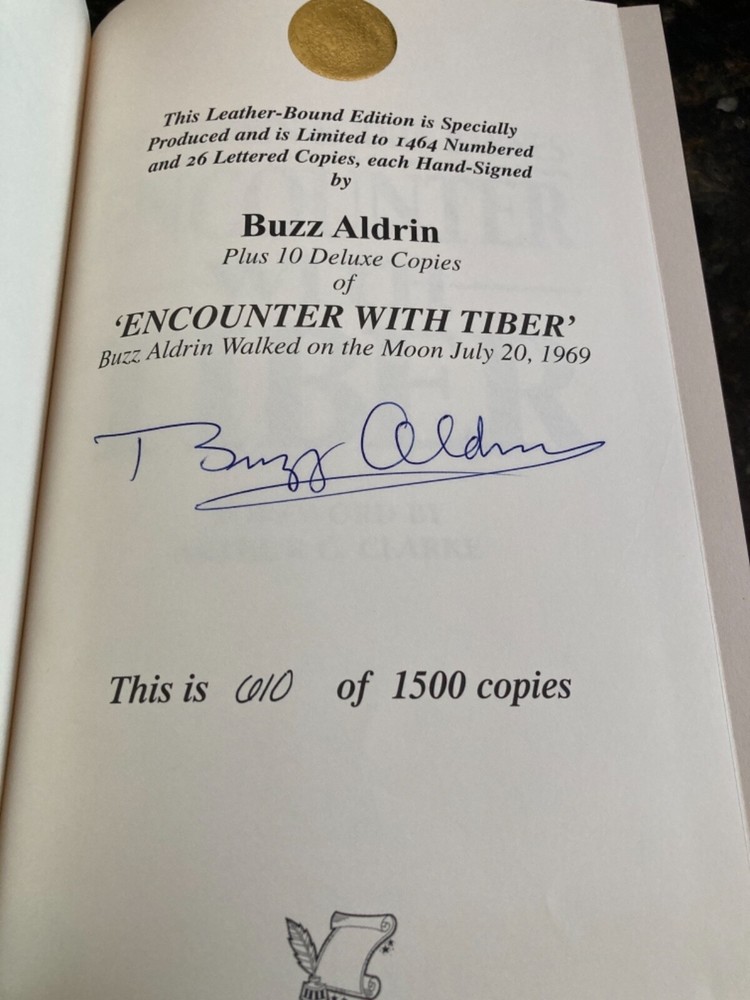 This Leather-Bound Edition is Specially
Produced and is Limited to 1464 Numbered
and 26 Lettered Copies, each Hand-Signed
by
Buzz Aldrin
Plus 10 Deluxe Copies
of
‘ENCOUNTER WITH TIBER’
Buzz Aldrin Walked on the Moon July 20, 1969
Buzz Aldrin
This is 610 of 1500 copies